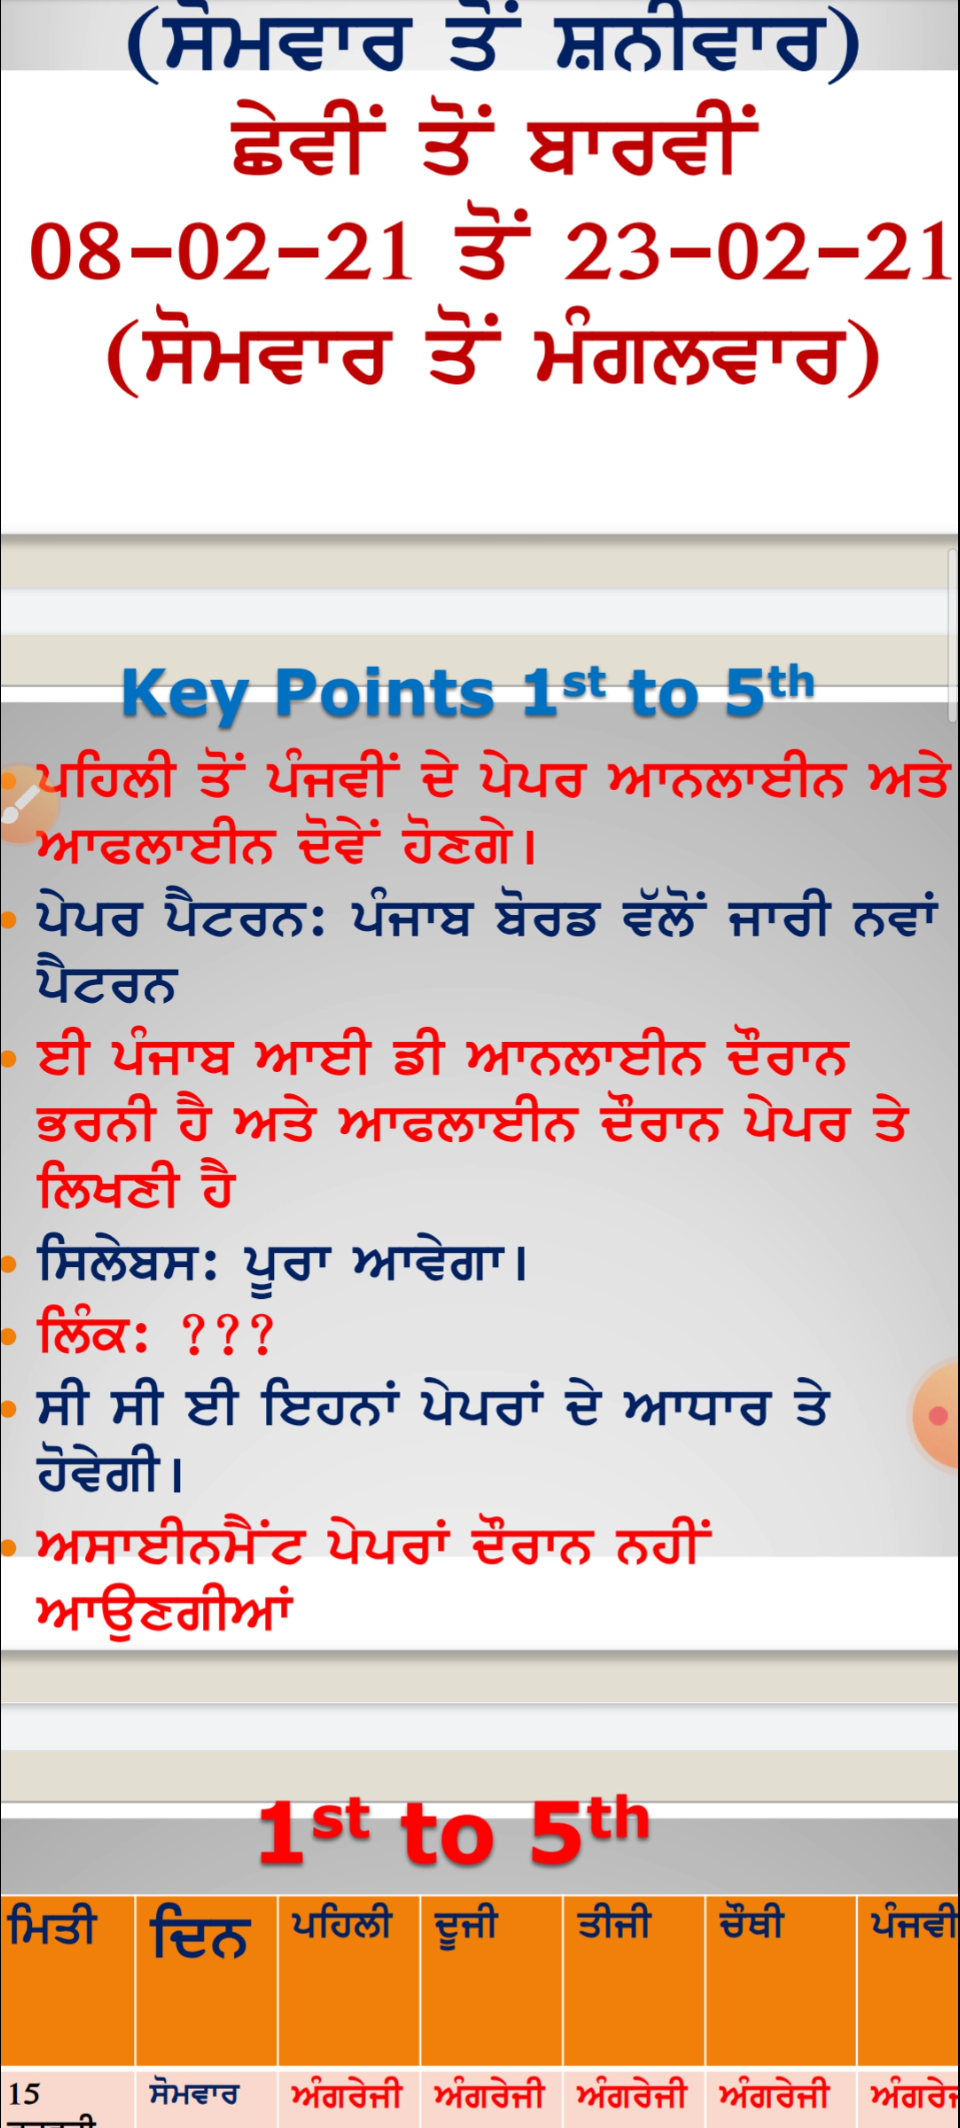 (ਸੋਮਵਾਰ ਤੋਂ ਸ਼ਨੀਵਾਰ)
ਛੇਵੀਂ ਤੋਂ ਬਾਰਵੀਂ
08-02-21 ਤੋਂ 23-02-21
(ਸੋਮਵਾਰ ਤੋਂ ਮੰਗਲਵਾਰ)
Key Points 1st to 5th
• ਪਹਿਲੀ ਤੋਂ ਪੰਜਵੀਂ ਦੇ ਪੇਪਰ ਆਨਲਾਈਨ ਅਤੇ
ਆਫਲਾਈਨ ਦੋਵੇਂ ਹੋਣਗੇ।
• ਪੇਪਰ ਪੈਟਰਨ: ਪੰਜਾਬ ਬੋਰਡ ਵੱਲੋਂ ਜਾਰੀ ਨਵਾਂ
ਪੈਟਰਨ
• ਈ ਪੰਜਾਬ ਆਈ ਡੀ ਆਨਲਾਈਨ ਦੌਰਾਨ
ਭਰਨੀ ਹੈ ਅਤੇ ਆਫਲਾਈਨ ਦੌਰਾਨ ਪੇਪਰ ਤੇ
ਲਿਖਣੀ ਹੈ
• ਸਿਲੇਬਸ: ਪੂਰਾ ਆਵੇਗਾ।
• ਲਿੰਕ: ???
• ਸੀ ਸੀ ਈ ਇਹਨਾਂ ਪੇਪਰਾਂ ਦੇ ਆਧਾਰ ਤੇ
ਹੋਵੇਗੀ।
• ਅਸਾਈਨਮੈਂਟ ਪੇਪਰਾਂ ਦੌਰਾਨ ਨਹੀਂ
ਆਉਣਗੀਆਂ
1st to 5th
ਮਿਤੀ ਦਿਨ ਪਹਿਲੀ ਦੂਜੀ ਤੀਜੀ ਚੌਥੀ ਪੰਜਵੀ
15 ਸੋਮਵਾਰ ਅੰਗਰੇਜੀ ਅੰਗਰੇਜੀ ਅੰਗਰੇਜੀ ਅੰਗਰੇਜੀ